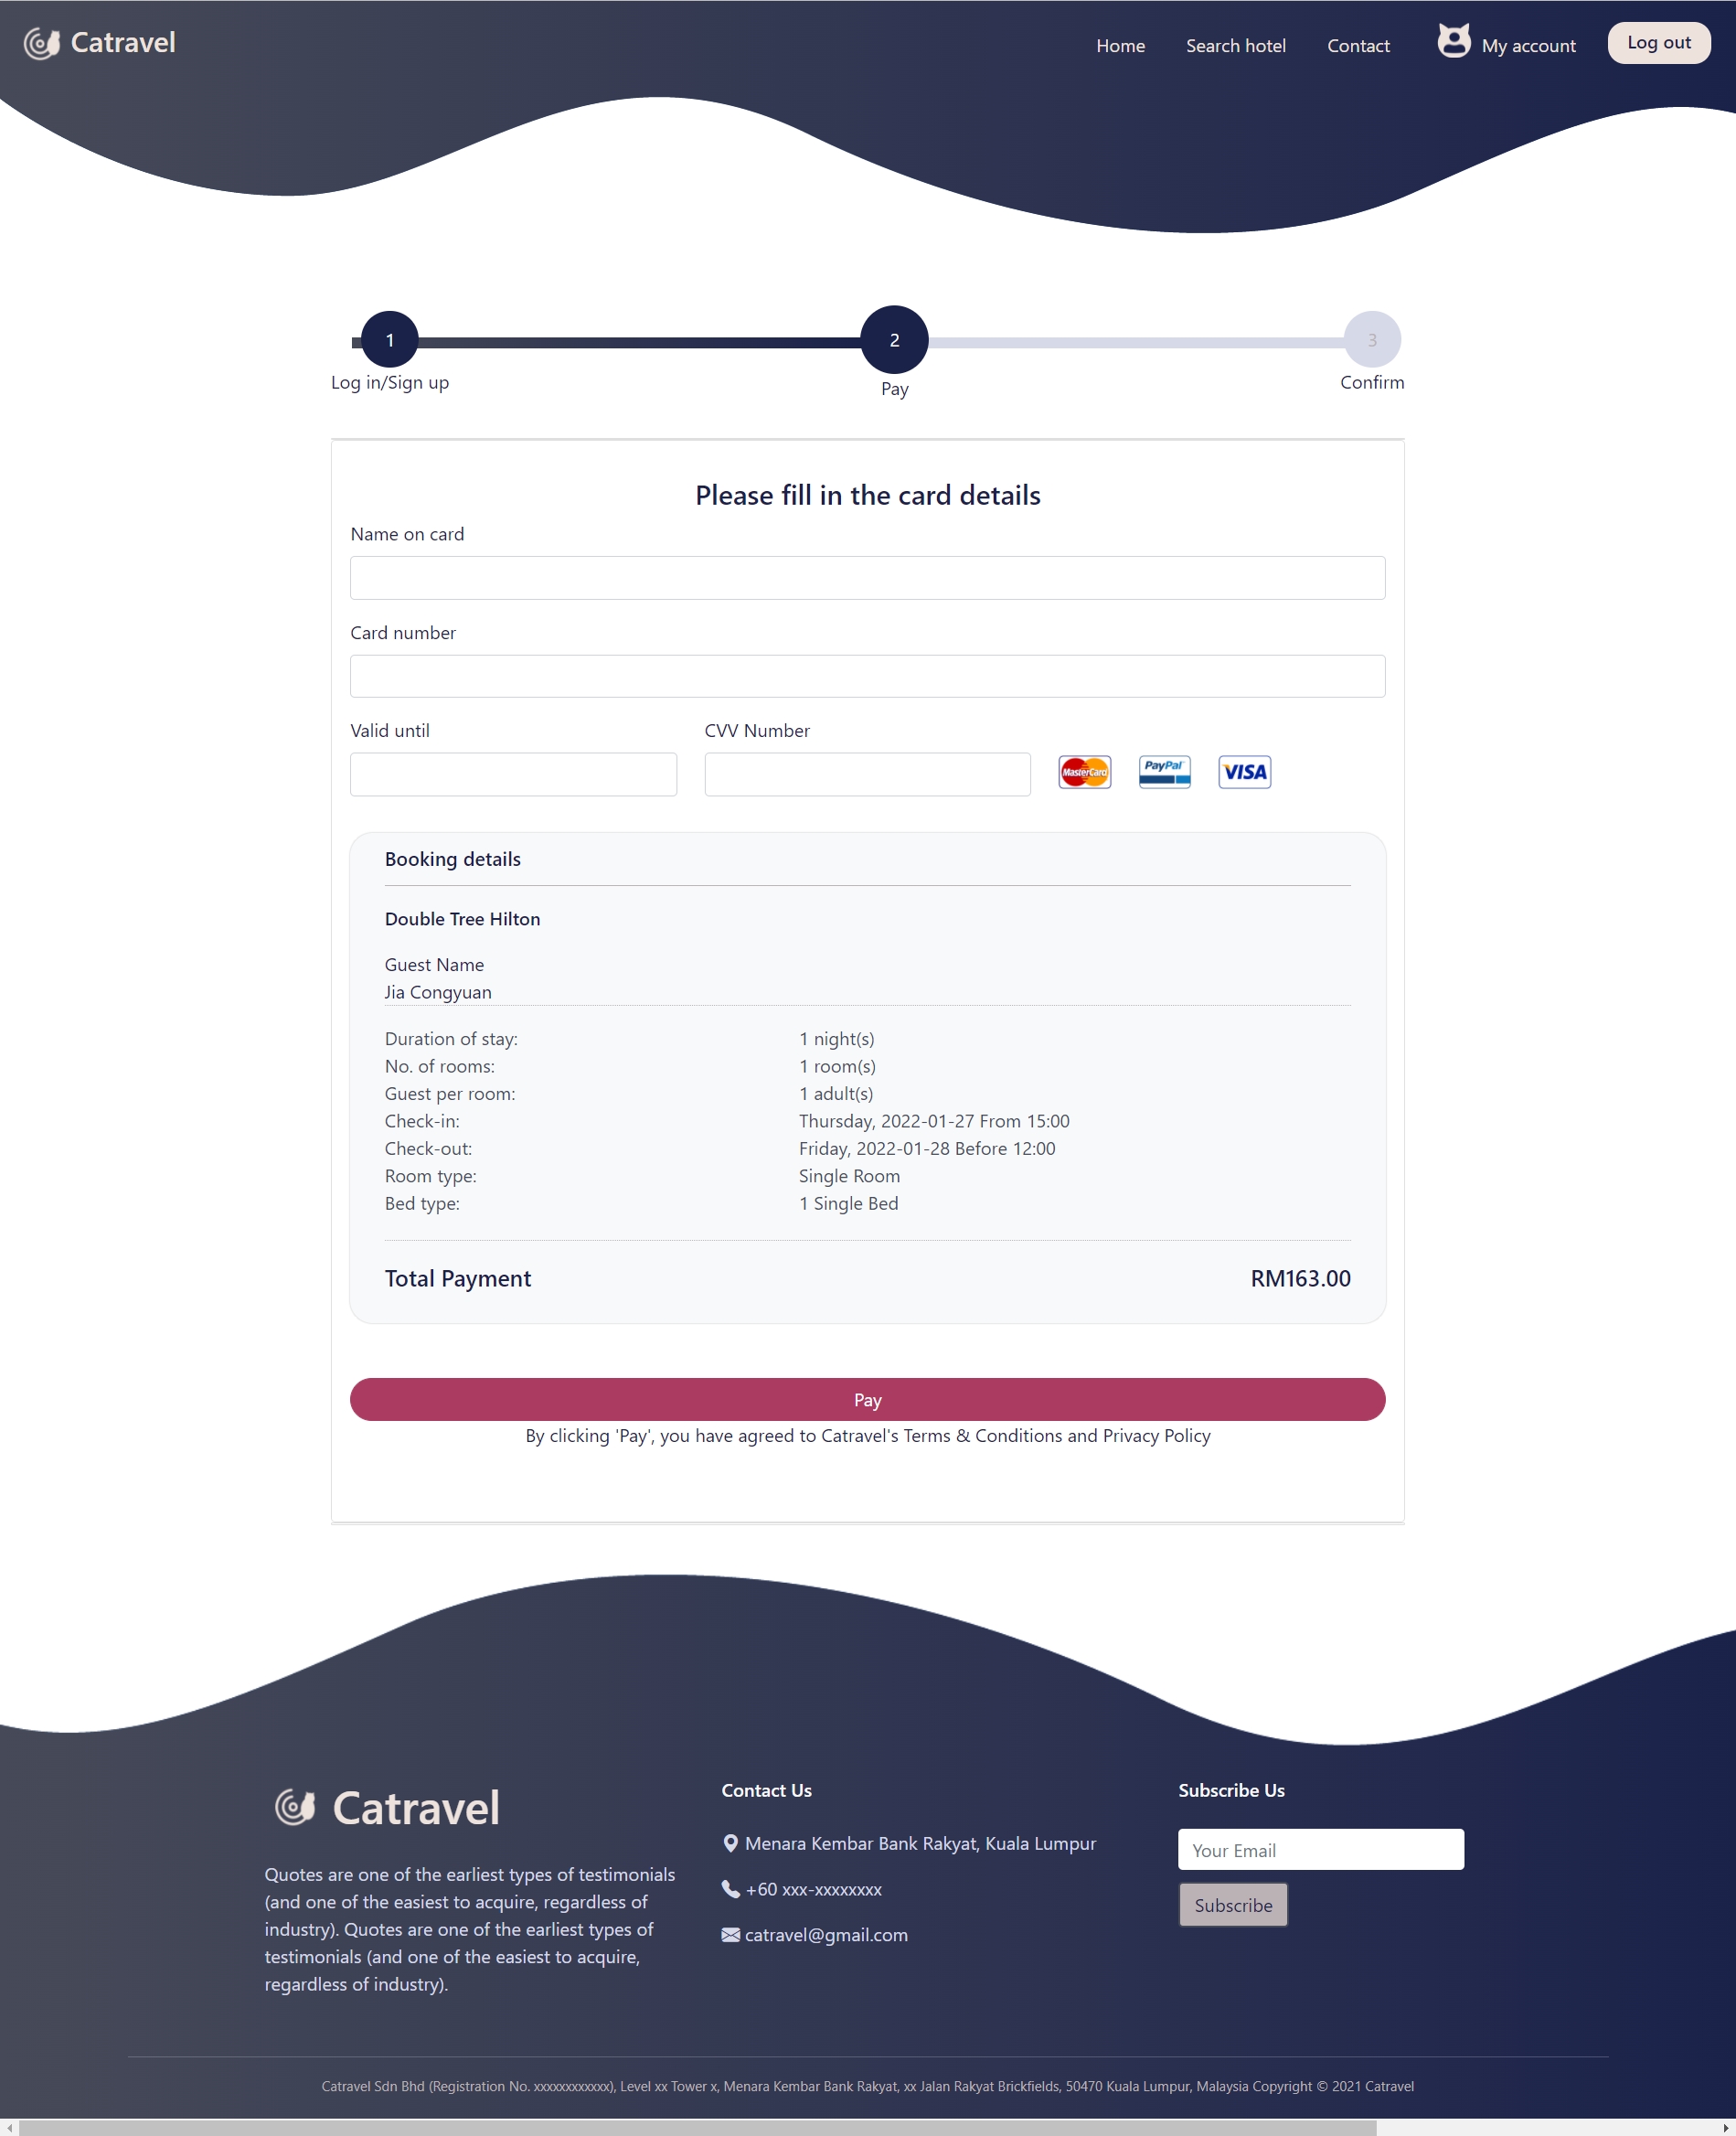 Catravel
Home Search hotel Contact My account Log out
1 2 3
Log in/Sign up Pay Confirm
Please fill in the card details
Name on card
Card number
Valid until CVV Number
MasterCard PayPal VISA
Booking details
Double Tree Hilton
Guest Name
Jia Congyuan
Duration of stay: 1 night(s)
No. of rooms: 1 room(s)
Guest per room: 1 adult(s)
Check-in: Thursday, 2022-01-27 From 15:00
Check-out: Friday, 2022-01-28 Before 12:00
Room type: Single Room
Bed type: 1 Single Bed
Total Payment RM163.00
Pay
By clicking 'Pay', you have agreed to Catravel's Terms & Conditions and Privacy Policy
Catravel
Quotes are one of the earliest types of testimonials
(and one of the easiest to acquire, regardless of
industry). Quotes are one of the earliest types of
testimonials (and one of the easiest to acquire,
regardless of industry).
Contact Us
Menara Kembar Bank Rakyat, Kuala Lumpur
+60 xxx-xxxxxxxx
catravel@gmail.com
Subscribe Us
Your Email
Subscribe
Catravel Sdn Bhd (Registration No. xxxxxxxxxxxx), Level xx Tower x, Menara Kembar Bank Rakyat, xx Jalan Rakyat Brickfields, 50470 Kuala Lumpur, Malaysia Copyright © 2021 Catravel